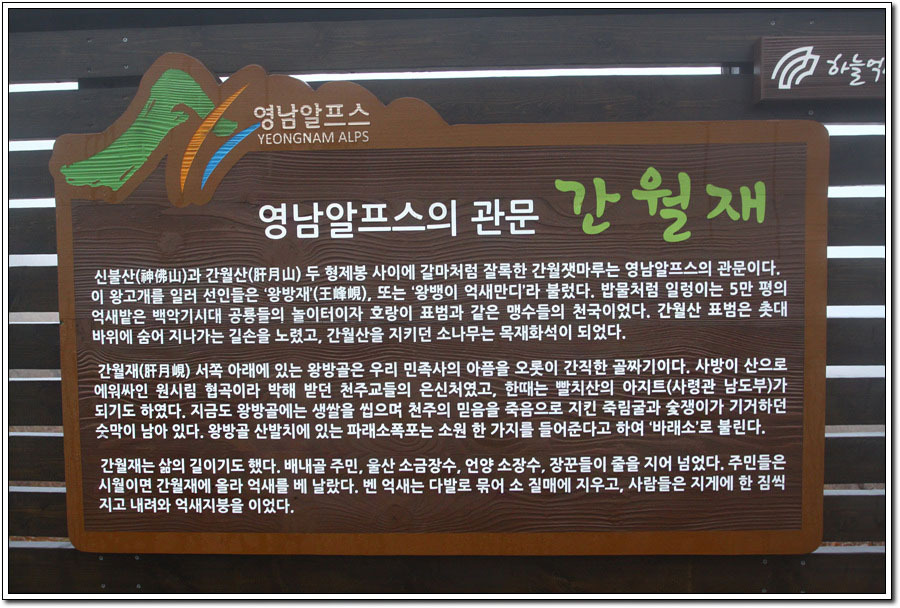 하늘억
영남알프스
YEONGNAM ALPS
영남알프스의 관문 간월재
신불산(神佛山)과 간월산(肝月山) 두 형제봉 사이에 갈마처럼 잘록한 간월잿마루는 영남알프스의 관문이다.
이 왕고개를 일러 선인들은 '왕방재'(王峰峴), 또는 '왕뱅이 억새만디'라 불렀다. 밥물처럼 일렁이는 5만 평의
억새밭은 백악기시대 공룡들의 놀이터이자 호랑이 표범과 같은 맹수들의 천국이었다. 간월산 표범은 촛대
바위에 숨어 지나가는 길손을 노렸고, 간월산을 지키던 소나무는 목재화석이 되었다.
간월재(肝月峴) 서쪽 아래에 있는 왕방골은 우리 민족사의 아픔을 오롯이 간직한 골짜기이다. 사방이 산으로
에워싸인 원시림 협곡이라 박해 받던 천주교들의 은신처였고, 한때는 빨치산의 아지트(사령관 남도부)가
되기도 하였다. 지금도 왕방골에는 생쌀을 씹으며 천주의 믿음을 죽음으로 지킨 죽림굴과 숯쟁이가 기거하던
숫막이 남아 있다. 왕방골 산발치에 있는 파래소폭포는 소원 한 가지를 들어준다고 하여 '바래소'로 불린다.
간월재는 삶의 길이기도 했다. 배내골 주민, 울산 소금장수, 언양 소장수, 장꾼들이 줄을 지어 넘었다. 주민들은
시월이면 간월재에 올라 억새를 베 날랐다. 벤 억새는 다발로 묶어 소 질매에 지우고, 사람들은 지게에 한 짐씩
지고 내려와 억새지붕을 이었다.